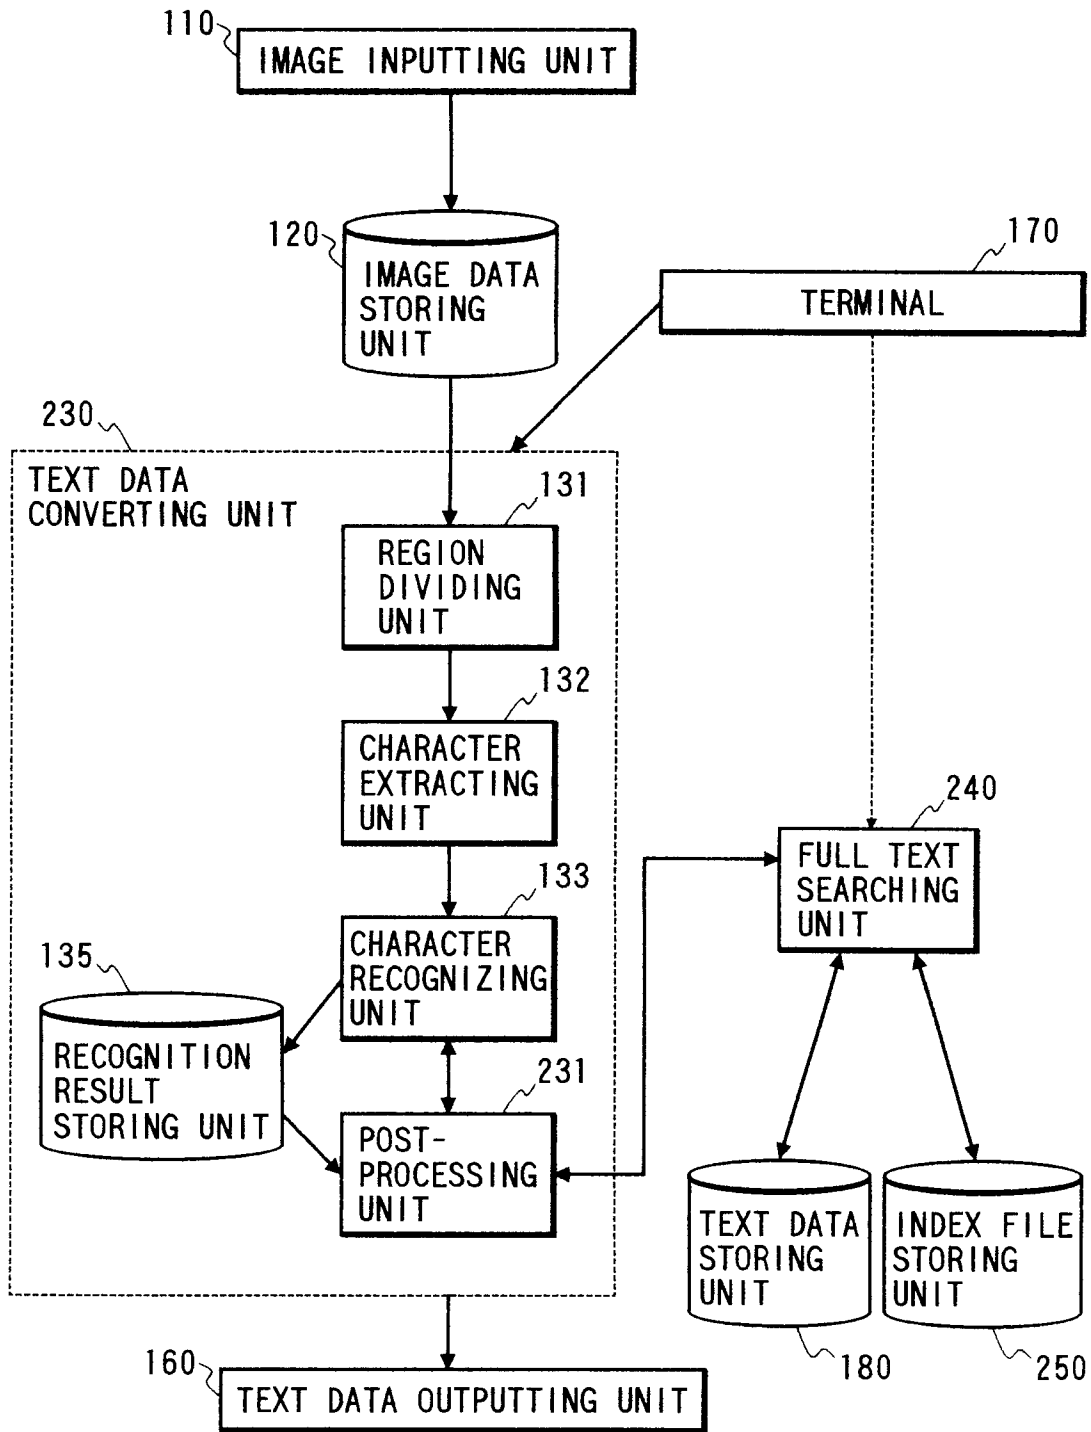 110
IMAGE INPUTTING UNIT
120
IMAGE DATA
STORING
UNIT
170
TERMINAL
230
TEXT DATA
CONVERTING UNIT
131
REGION
DIVIDING
UNIT
132
CHARACTER
EXTRACTING
UNIT
240
FULL TEXT
SEARCHING
UNIT
133
CHARACTER
RECOGNIZING
UNIT
135
RECOGNITION
RESULT
STORING UNIT
231
POST-
PROCESSING
UNIT
TEXT DATA
STORING
UNIT
180
INDEX FILE
STORING
UNIT
250
160
TEXT DATA OUTPUTTING UNIT